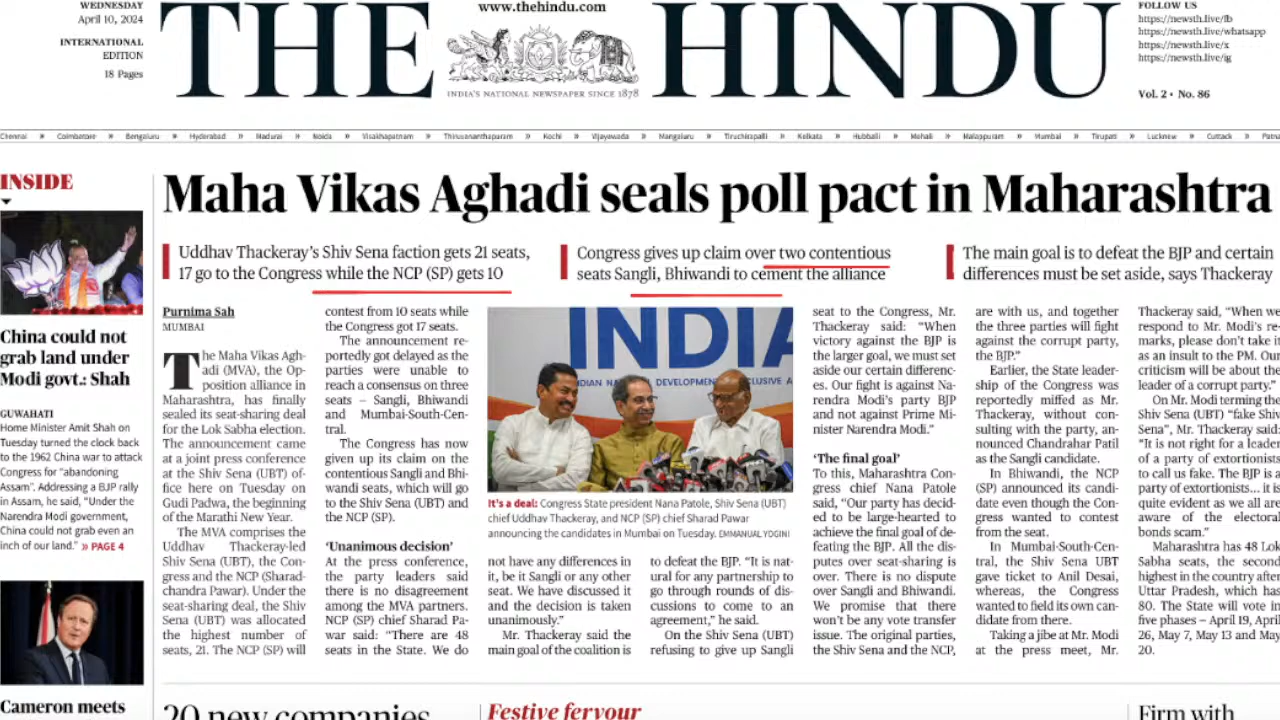 WEDNESDAY
April 10, 2024
INTERNATIONAL
EDITION
18 Pages
www.thehindu.com
THE HINDU
INDIA'S NATIONAL NEWSPAPER SINCE 1878
FOLLOW US
https://newsth.live/fb
https://newsth.live/whatsapp
https://newsth.live/x
https://newsth.live/ig
Vol. 2 • No. 86
Chennai » Coimbatore » Bengaluru » Hyderabad » Madurai » Noida » Visakhapatnam » Thiruvananthapuram » Kochi » Vijayawada » Mangaluru » Tiruchirapalli » Kolkata » Hubballi » Mohali » Malappuram » Mumbai » Tirupati » Lucknow » Cuttack » Patna
INSIDE
China could not
grab land under
Modi govt.: Shah
GUWAHATI
Home Minister Amit Shah on
Tuesday turned the clock back
to the 1962 China war to attack
Congress for "abandoning
Assam". Addressing a BJP rally
in Assam, he said, "Under the
Narendra Modi government,
China could not grab even an
inch of our land." » PAGE 4
Cameron meets
Maha Vikas Aghadi seals poll pact in Maharashtra
Uddhav Thackeray's Shiv Sena faction gets 21 seats,
17 go to the Congress while the NCP (SP) gets 10
Congress gives up claim over two contentious
seats Sangli, Bhiwandi to cement the alliance
The main goal is to defeat the BJP and certain
differences must be set aside, says Thackeray
Purnima Sah
MUMBAI
The Maha Vikas Agh-
adi (MVA), the Op-
position alliance in
Maharashtra, has finally
sealed its seat-sharing deal
for the Lok Sabha election.
The announcement came
at a joint press conference
at the Shiv Sena (UBT) of-
fice here on Tuesday on
Gudi Padwa, the beginning
of the Marathi New Year.
The MVA comprises the
Uddhav Thackeray-led
Shiv Sena (UBT), the Con-
gress and the NCP (Sharad-
chandra Pawar). Under the
seat-sharing deal, the Shiv
Sena (UBT) was allocated
the highest number of
seats, 21. The NCP (SP) will
contest from 10 seats while
the Congress got 17 seats.
The announcement re-
portedly got delayed as the
parties were unable to
reach a consensus on three
seats – Sangli, Bhiwandi
and Mumbai-South-Cen-
tral.
The Congress has now
given up its claim on the
contentious Sangli and Bhi-
wandi seats, which will go
to the Shiv Sena (UBT) and
the NCP (SP).
'Unanimous decision'
At the press conference,
the party leaders said
there is no disagreement
among the MVA partners.
NCP (SP) chief Sharad Pa-
war said: "There are 48
seats in the State. We do
INDIA
INDIAN NATIONAL DEVELOPMENTAL INCLUSIVE A
It's a deal: Congress State president Nana Patole, Shiv Sena (UBT)
chief Uddhav Thackeray, and NCP (SP) chief Sharad Pawar
announcing the candidates in Mumbai on Tuesday. EMMANUAL YOGINI
not have any differences in
it, be it Sangli or any other
seat. We have discussed it
and the decision is taken
unanimously."
Mr. Thackeray said the
main goal of the coalition is
to defeat the BJP. "It is nat-
ural for any partnership to
go through rounds of dis-
cussions to come to an
agreement," he said.
On the Shiv Sena (UBT)
refusing to give up Sangli
seat to the Congress, Mr.
Thackeray said: "When
victory against the BJP is
the larger goal, we must set
aside our certain differenc-
es. Our fight is against Na-
rendra Modi's party BJP
and not against Prime Mi-
nister Narendra Modi."
'The final goal'
To this, Maharashtra Con-
gress chief Nana Patole
said, "Our party has decid-
ed to be large-hearted to
achieve the final goal of de-
feating the BJP. All the dis-
putes over seat-sharing is
over. There is no dispute
over Sangli and Bhiwandi.
We promise that there
won't be any vote transfer
issue. The original parties,
the Shiv Sena and the NCP,
are with us, and together
the three parties will fight
against the corrupt party,
the BJP."
Earlier, the State leader-
ship of the Congress was
reportedly miffed as Mr.
Thackeray, without con-
sulting with the party, an-
nounced Chandrahar Patil
as the Sangli candidate.
In Bhiwandi, the NCP
(SP) announced its candi-
date even though the Con-
gress wanted to contest
from the seat.
In Mumbai-South-Cen-
tral, the Shiv Sena UBT
gave ticket to Anil Desai,
whereas, the Congress
wanted to field its own can-
didate from there.
Taking a jibe at Mr. Modi
at the press meet, Mr.
Thackeray said, "When we
respond to Mr. Modi's re-
marks, please don't take it
as an insult to the PM. Our
criticism will be about the
leader of a corrupt party."
On Mr. Modi terming the
Shiv Sena (UBT) "fake Shiv
Sena", Mr. Thackeray said:
"It is not right for a leader
of a party of extortionists
to call us fake. The BJP is a
party of extortionists... it is
quite evident as we all are
aware of the electoral
bonds scam."
Maharashtra has 48 Lok
Sabha seats, the second
highest in the country after
Uttar Pradesh, which has
80. The State will vote in
five phases – April 19, April
26, May 7, May 13 and May
20.
20 new companies
Festive fervour
Firm with